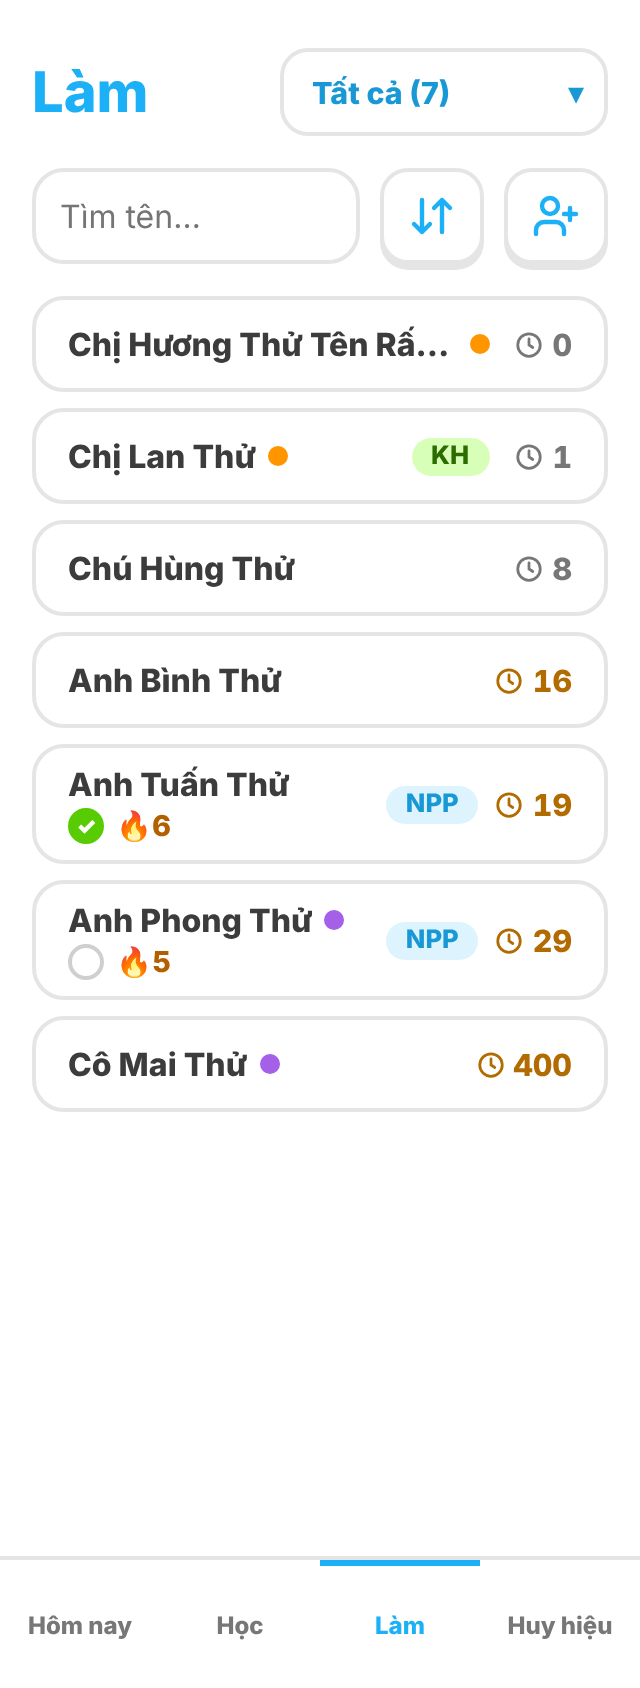 Làm
Tất cả (7) ▼
Tìm tên...
Chị Hương Thử Tên Rấ... 0
Chị Lan Thử KH 1
Chú Hùng Thử 8
Anh Bình Thử 16
Anh Tuấn Thử NPP 19
🔥6
Anh Phong Thử NPP 29
🔥5
Cô Mai Thử 400
Hôm nay Học Làm Huy hiệu